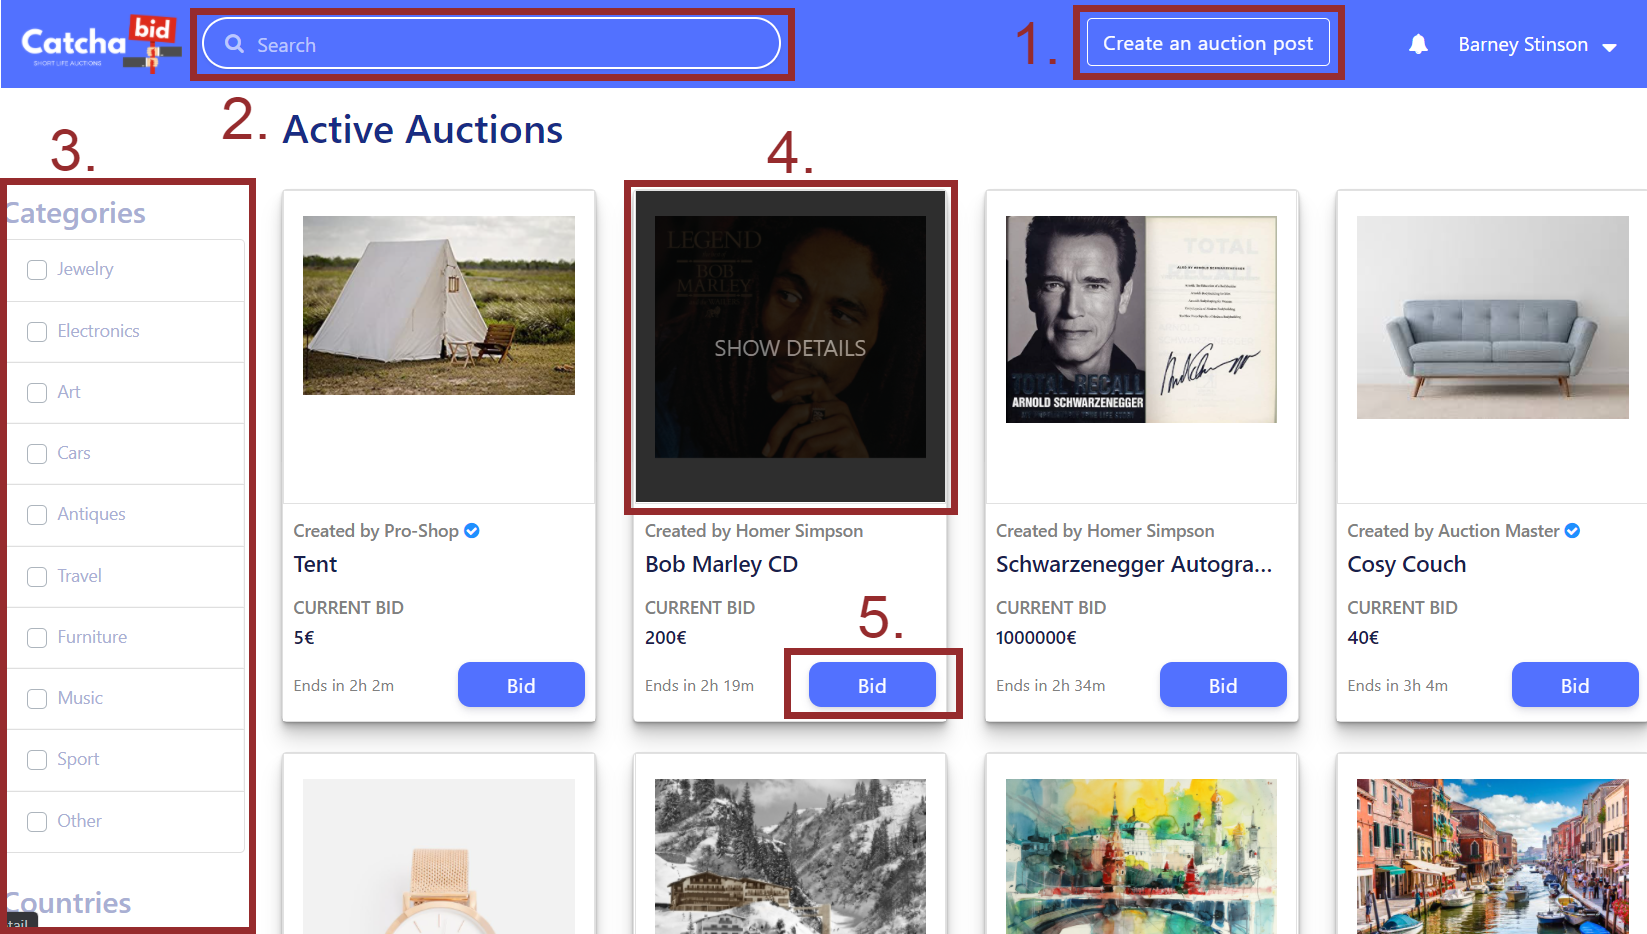 Catcha bid
SHORT LIFE AUCTIONS
Search
1.
Create an auction post
Barney Stinson
2.
Active Auctions
3.
Categories
Jewelry
Electronics
Art
Cars
Antiques
Travel
Furniture
Music
Sport
Other
Countries
tail
4.
LEGEND
BOB
MARLEY
SHOW DETAILS
TOTAL RECALL
ARNOLD SCHWARZENEGGER
TOTAL
RECALL
Created by Pro-Shop
Tent
CURRENT BID
5€
Ends in 2h 2m
Bid
Created by Homer Simpson
Bob Marley CD
CURRENT BID
200€
5.
Ends in 2h 19m
Bid
Created by Homer Simpson
Schwarzenegger Autogra...
CURRENT BID
1000000€
Ends in 2h 34m
Bid
Created by Auction Master
Cosy Couch
CURRENT BID
40€
Ends in 3h 4m
Bid